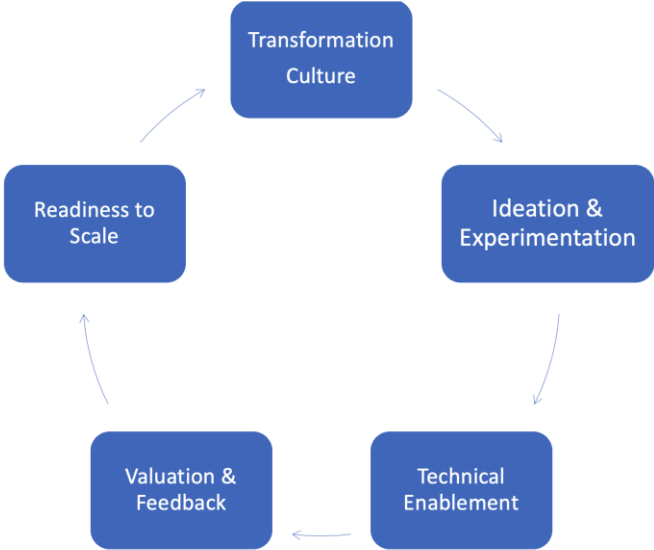 Transformation
Culture
Ideation &
Experimentation
Technical
Enablement
Valuation &
Feedback
Readiness to
Scale